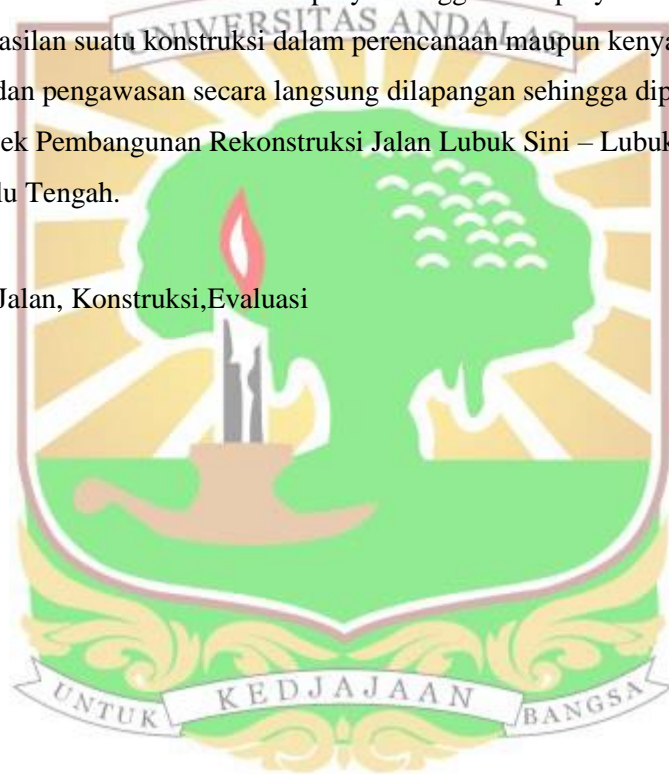 UNIVERSITAS ANDALAS
asilan suatu konstruksi dalam perencanaan maupun kenya
dan pengawasan secara langsung dilapangan sehingga dip
ek Pembangunan Rekonstruksi Jalan Lubuk Sini – Lubuk
lu Tengah.
Jalan, Konstruksi,Evaluasi
UNTUK KEDJAJAAN BANGSA